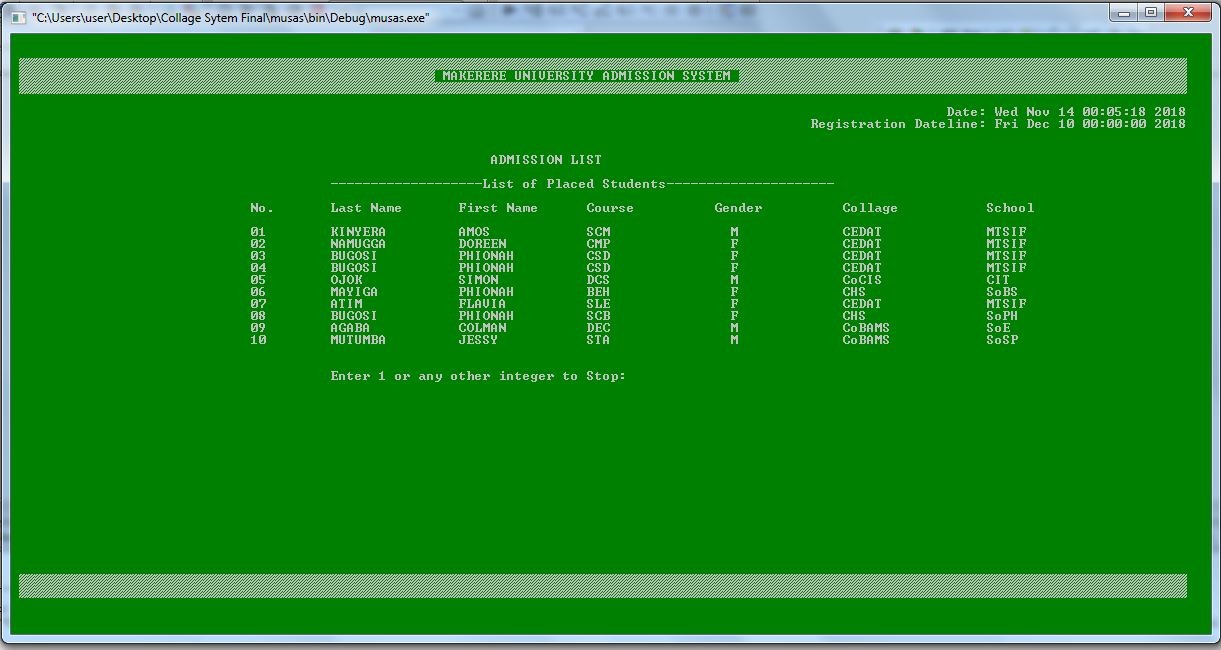 "C:\Users\user\Desktop\Collage Sytem Final\musas\bin\Debug\musas.exe"
MAKERERE UNIVERSITY ADMISSION SYSTEM
Date: Wed Nov 14 00:05:18 2018
Registration Dateline: Fri Dec 10 00:00:00 2018
ADMISSION LIST
-------------------List of Placed Students---------------------
No. Last Name First Name Course Gender Collage School
01 KINYERA AMOS SCM M CEDAT MTSIF
02 NAMUGGA DOREEN CMP F CEDAT MTSIF
03 BUGOSI PHIONAH CSD F CEDAT MTSIF
04 BUGOSI PHIONAH CSD F CEDAT MTSIF
05 OJOK SIMON DCS M CoCIS CIT
06 MAYIGA PHIONAH BEH F CHS SoBS
07 ATIM FLAVIA SLE F CEDAT MTSIF
08 BUGOSI PHIONAH SCB F CHS SoPH
09 AGABA COLMAN DEC M CoBAMS SoE
10 MUTUMBA JESSY STA M CoBAMS SoSP
Enter 1 or any other integer to Stop: